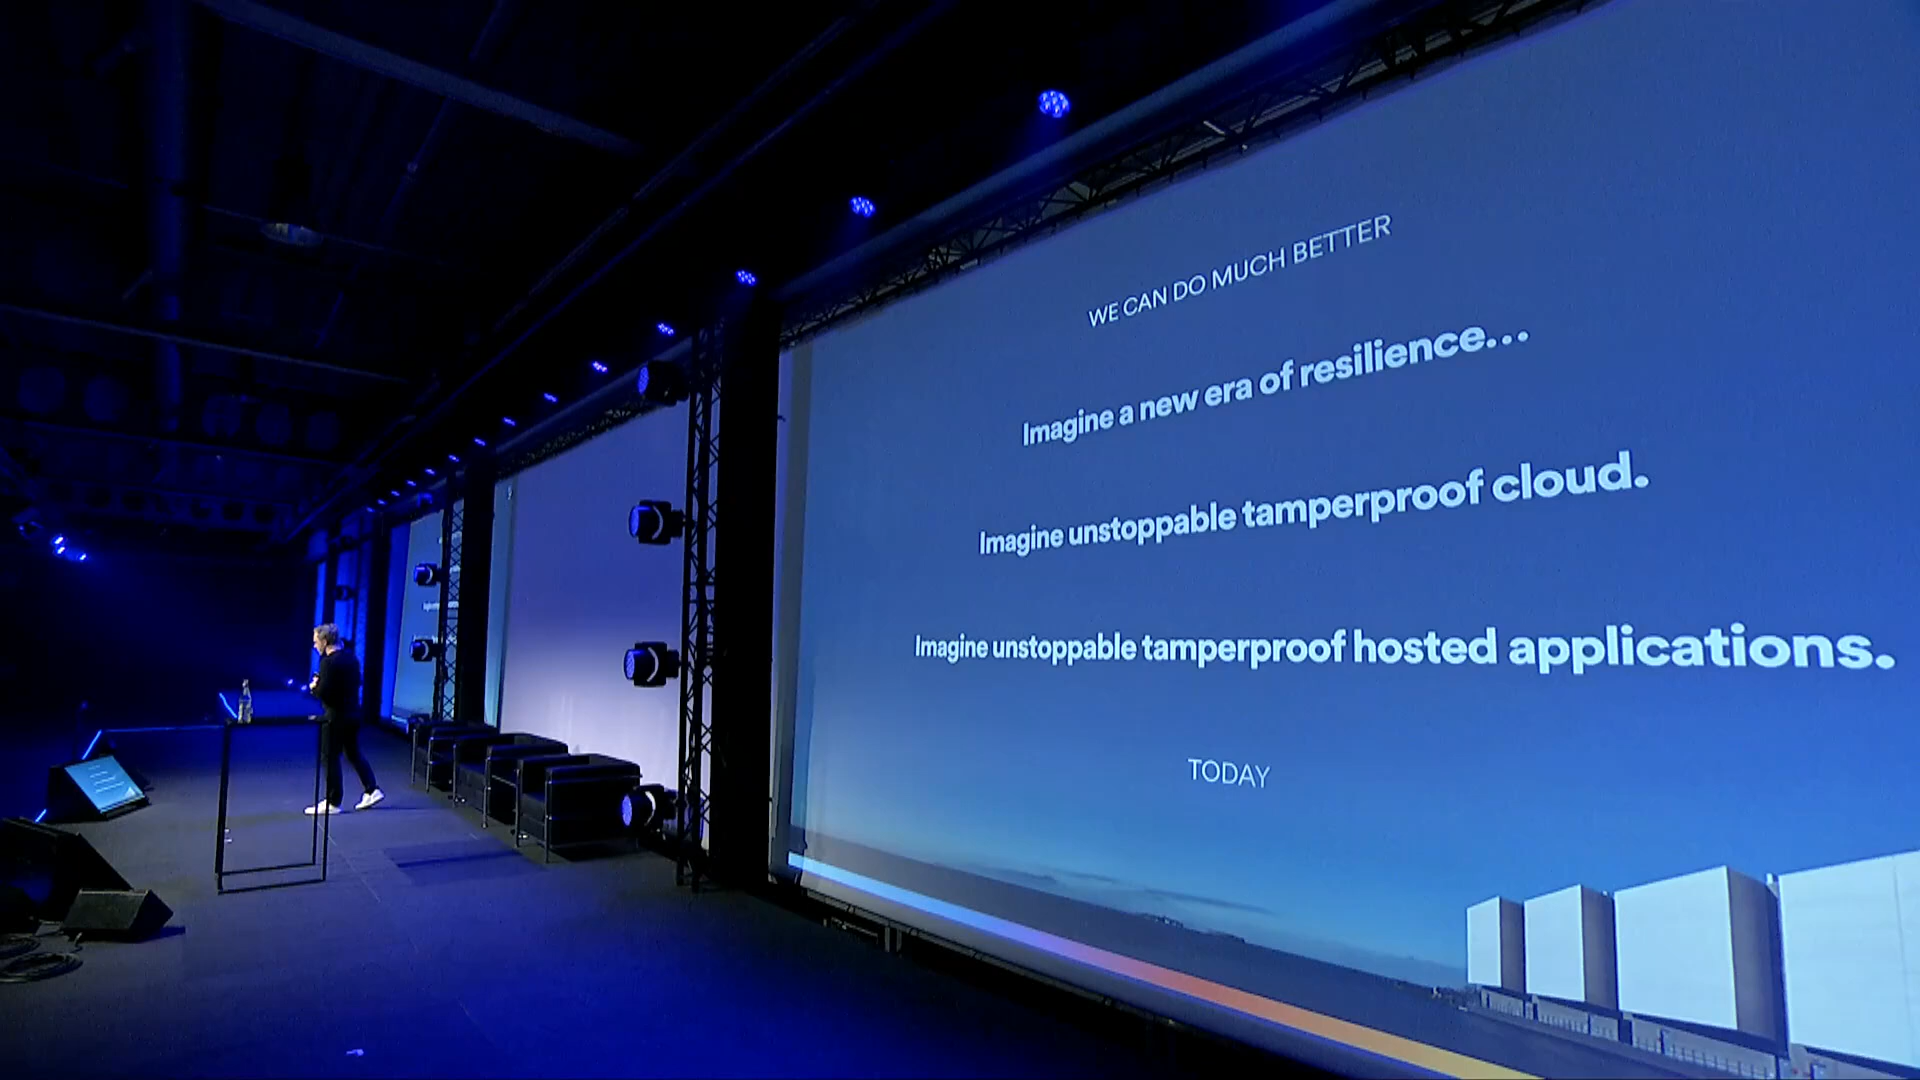 WE CAN DO MUCH BETTER
Imagine a new era of resilience...
Imagine unstoppable tamperproof cloud.
Imagine unstoppable tamperproof hosted applications.
TODAY